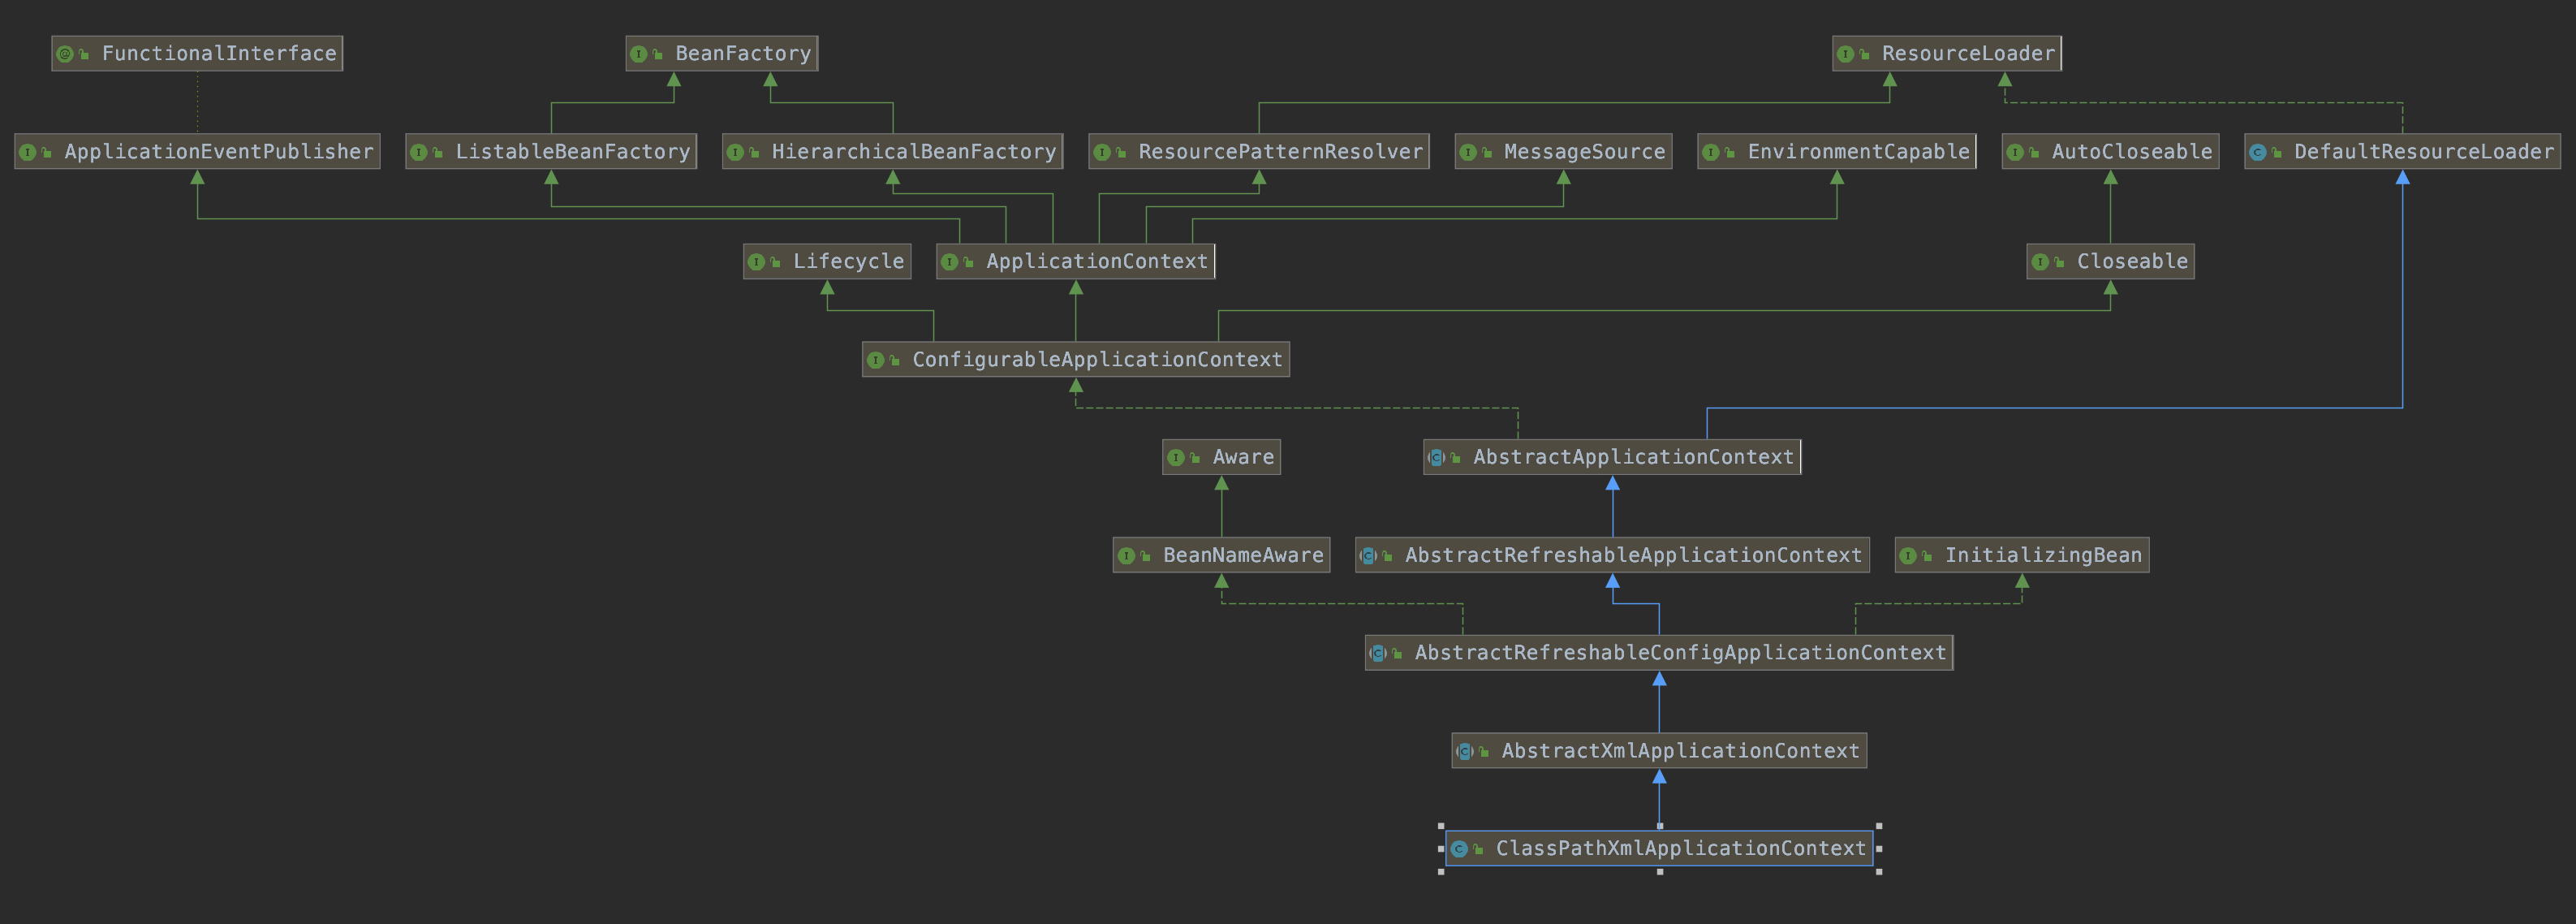 FunctionalInterface
BeanFactory
ResourceLoader
ApplicationEventPublisher
ListableBeanFactory
HierarchicalBeanFactory
ResourcePatternResolver
MessageSource
EnvironmentCapable
AutoCloseable
DefaultResourceLoader
Lifecycle
ApplicationContext
Closeable
ConfigurableApplicationContext
Aware
AbstractApplicationContext
BeanNameAware
AbstractRefreshableApplicationContext
InitializingBean
AbstractRefreshableConfigApplicationContext
AbstractXmlApplicationContext
ClassPathXmlApplicationContext